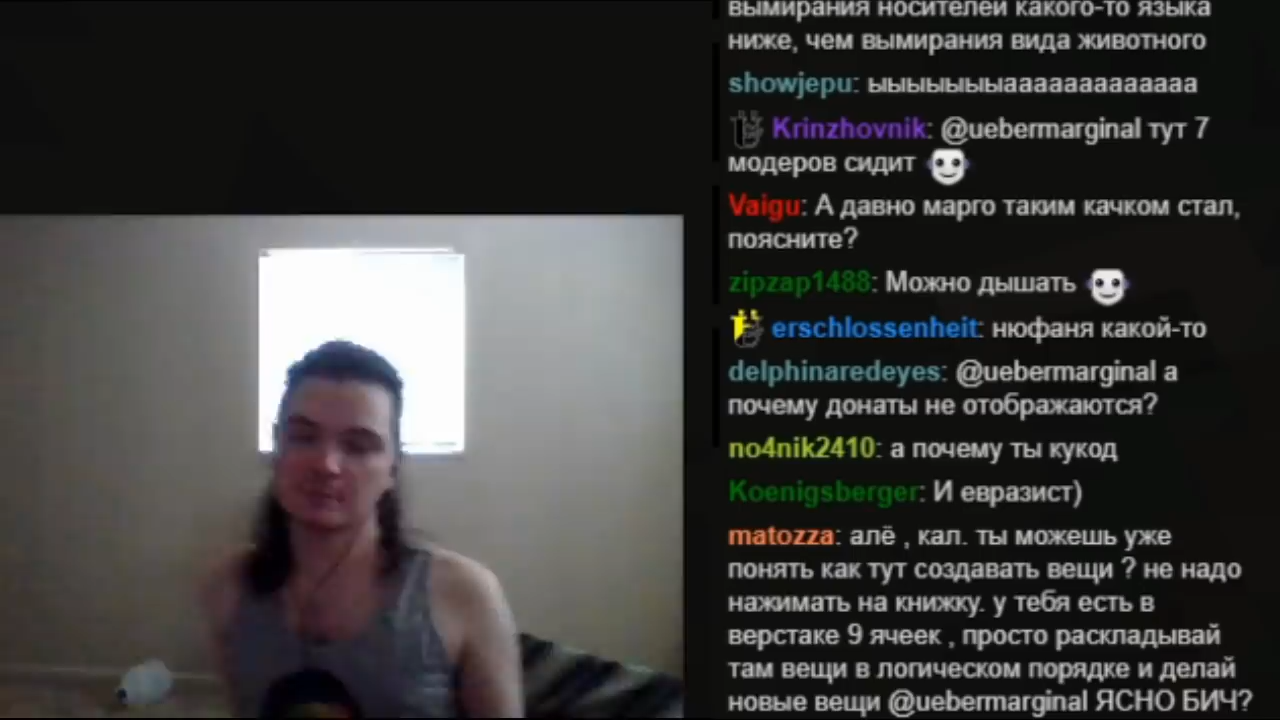 вымирания носителей какого-то языка
ниже, чем вымирания вида животного
showjepu: ыыыыыыыааааааааааааа
Krinzhovnik: @uebermarginal тут 7
модеров сидит
Vaigu: А давно марго таким качком стал,
поясните?
zipzap1488: Можно дышать
erschlossenheit: нюфаня какой-то
delphinaredeyes: @uebermarginal а
почему донаты не отображаются?
no4nik2410: а почему ты кукод
Koenigsberger: И евразист)
matozza: алё , кал. ты можешь уже
понять как тут создавать вещи ? не надо
нажимать на книжку. у тебя есть в
верстаке 9 ячеек , просто раскладывай
там вещи в логическом порядке и делай
новые вещи @uebermarginal ЯСНО БИЧ?